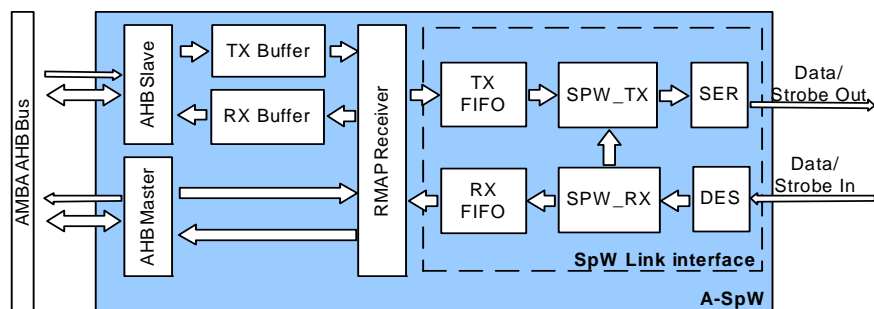 AMBA AHB Bus
AHB Slave
TX Buffer
RX Buffer
AHB Master
RMAP Receiver
TX
FIFO
SPW_TX
SER
RX
FIFO
SPW_RX
DES
SpW Link interface
A-SpW
Data/
Strobe Out
Data/
Strobe In